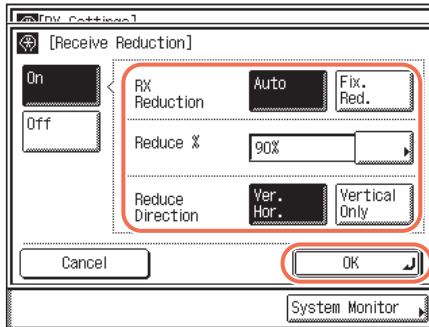 [RX Settings]
[Receive Reduction]
On
Off
RX
Reduction
Auto
Fix.
Red.
Reduce %
90%
Reduce
Direction
Ver.
Hor.
Vertical
Only
Cancel
OK
System Monitor